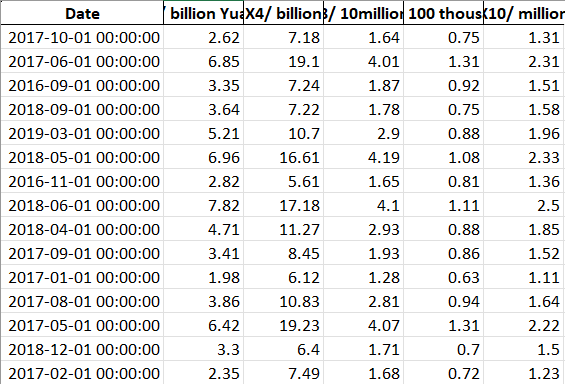 Date / billion Yua X4/ billion 3/ 10million 100 thous X10/ million
2017-10-01 00:00:00 2.62 7.18 1.64 0.75 1.31
2017-06-01 00:00:00 6.85 19.1 4.01 1.31 2.31
2016-09-01 00:00:00 3.35 7.24 1.87 0.92 1.51
2018-09-01 00:00:00 3.64 7.22 1.78 0.75 1.58
2019-03-01 00:00:00 5.21 10.7 2.9 0.88 1.96
2018-05-01 00:00:00 6.96 16.61 4.19 1.08 2.33
2016-11-01 00:00:00 2.82 5.61 1.65 0.81 1.36
2018-06-01 00:00:00 7.82 17.18 4.1 1.11 2.5
2018-04-01 00:00:00 4.71 11.27 2.93 0.88 1.85
2017-09-01 00:00:00 3.41 8.45 1.93 0.86 1.52
2017-01-01 00:00:00 1.98 6.12 1.28 0.63 1.11
2017-08-01 00:00:00 3.86 10.83 2.81 0.94 1.64
2017-05-01 00:00:00 6.42 19.23 4.07 1.31 2.22
2018-12-01 00:00:00 3.3 6.4 1.71 0.7 1.5
2017-02-01 00:00:00 2.35 7.49 1.68 0.72 1.23